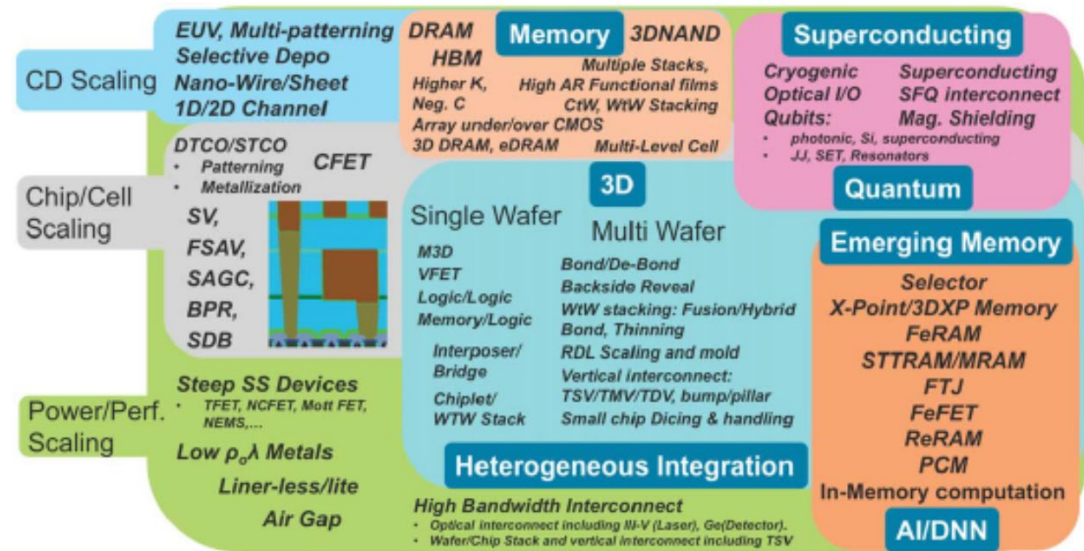 CD Scaling
EUV, Multi-patterning
Selective Depo
Nano-Wire/Sheet
1D/2D Channel
Memory
DRAM
HBM
Higher K,
Neg. C
3DNAND
Multiple Stacks,
High AR Functional films
CtW, WtW Stacking
Array under/over CMOS
3D DRAM, eDRAM
Multi-Level Cell
Superconducting
Cryogenic
Optical I/O
Superconducting
SFQ interconnect
Qubits:
Mag. Shielding
• photonic, Si, superconducting
• JJ, SET, Resonators
Quantum
Chip/Cell
Scaling
DTCO/STCO
• Patterning
• Metallization
CFET
SV,
FSAV,
SAGC,
BPR,
SDB
3D
Single Wafer
M3D
VFET
Logic/Logic
Memory/Logic
Interposer/
Bridge
Chiplet/
WTW Stack
Multi Wafer
Bond/De-Bond
Backside Reveal
WtW stacking: Fusion/Hybrid
Bond, Thinning
RDL Scaling and mold
Vertical interconnect:
TSV/TMV/TDV, bump/pillar
Small chip Dicing & handling
Heterogeneous Integration
Emerging Memory
Selector
X-Point/3DXP Memory
FeRAM
STTRAM/MRAM
FTJ
FeFET
ReRAM
PCM
In-Memory computation
AI/DNN
Power/Perf.
Scaling
Steep SS Devices
• TFET, NCFET, Mott FET,
NEMS,...
Low ρₒλ Metals
Liner-less/lite
Air Gap
High Bandwidth Interconnect
• Optical interconnect including III-V (Laser), Ge(Detector).
• Wafer/Chip Stack and vertical interconnect including TSV